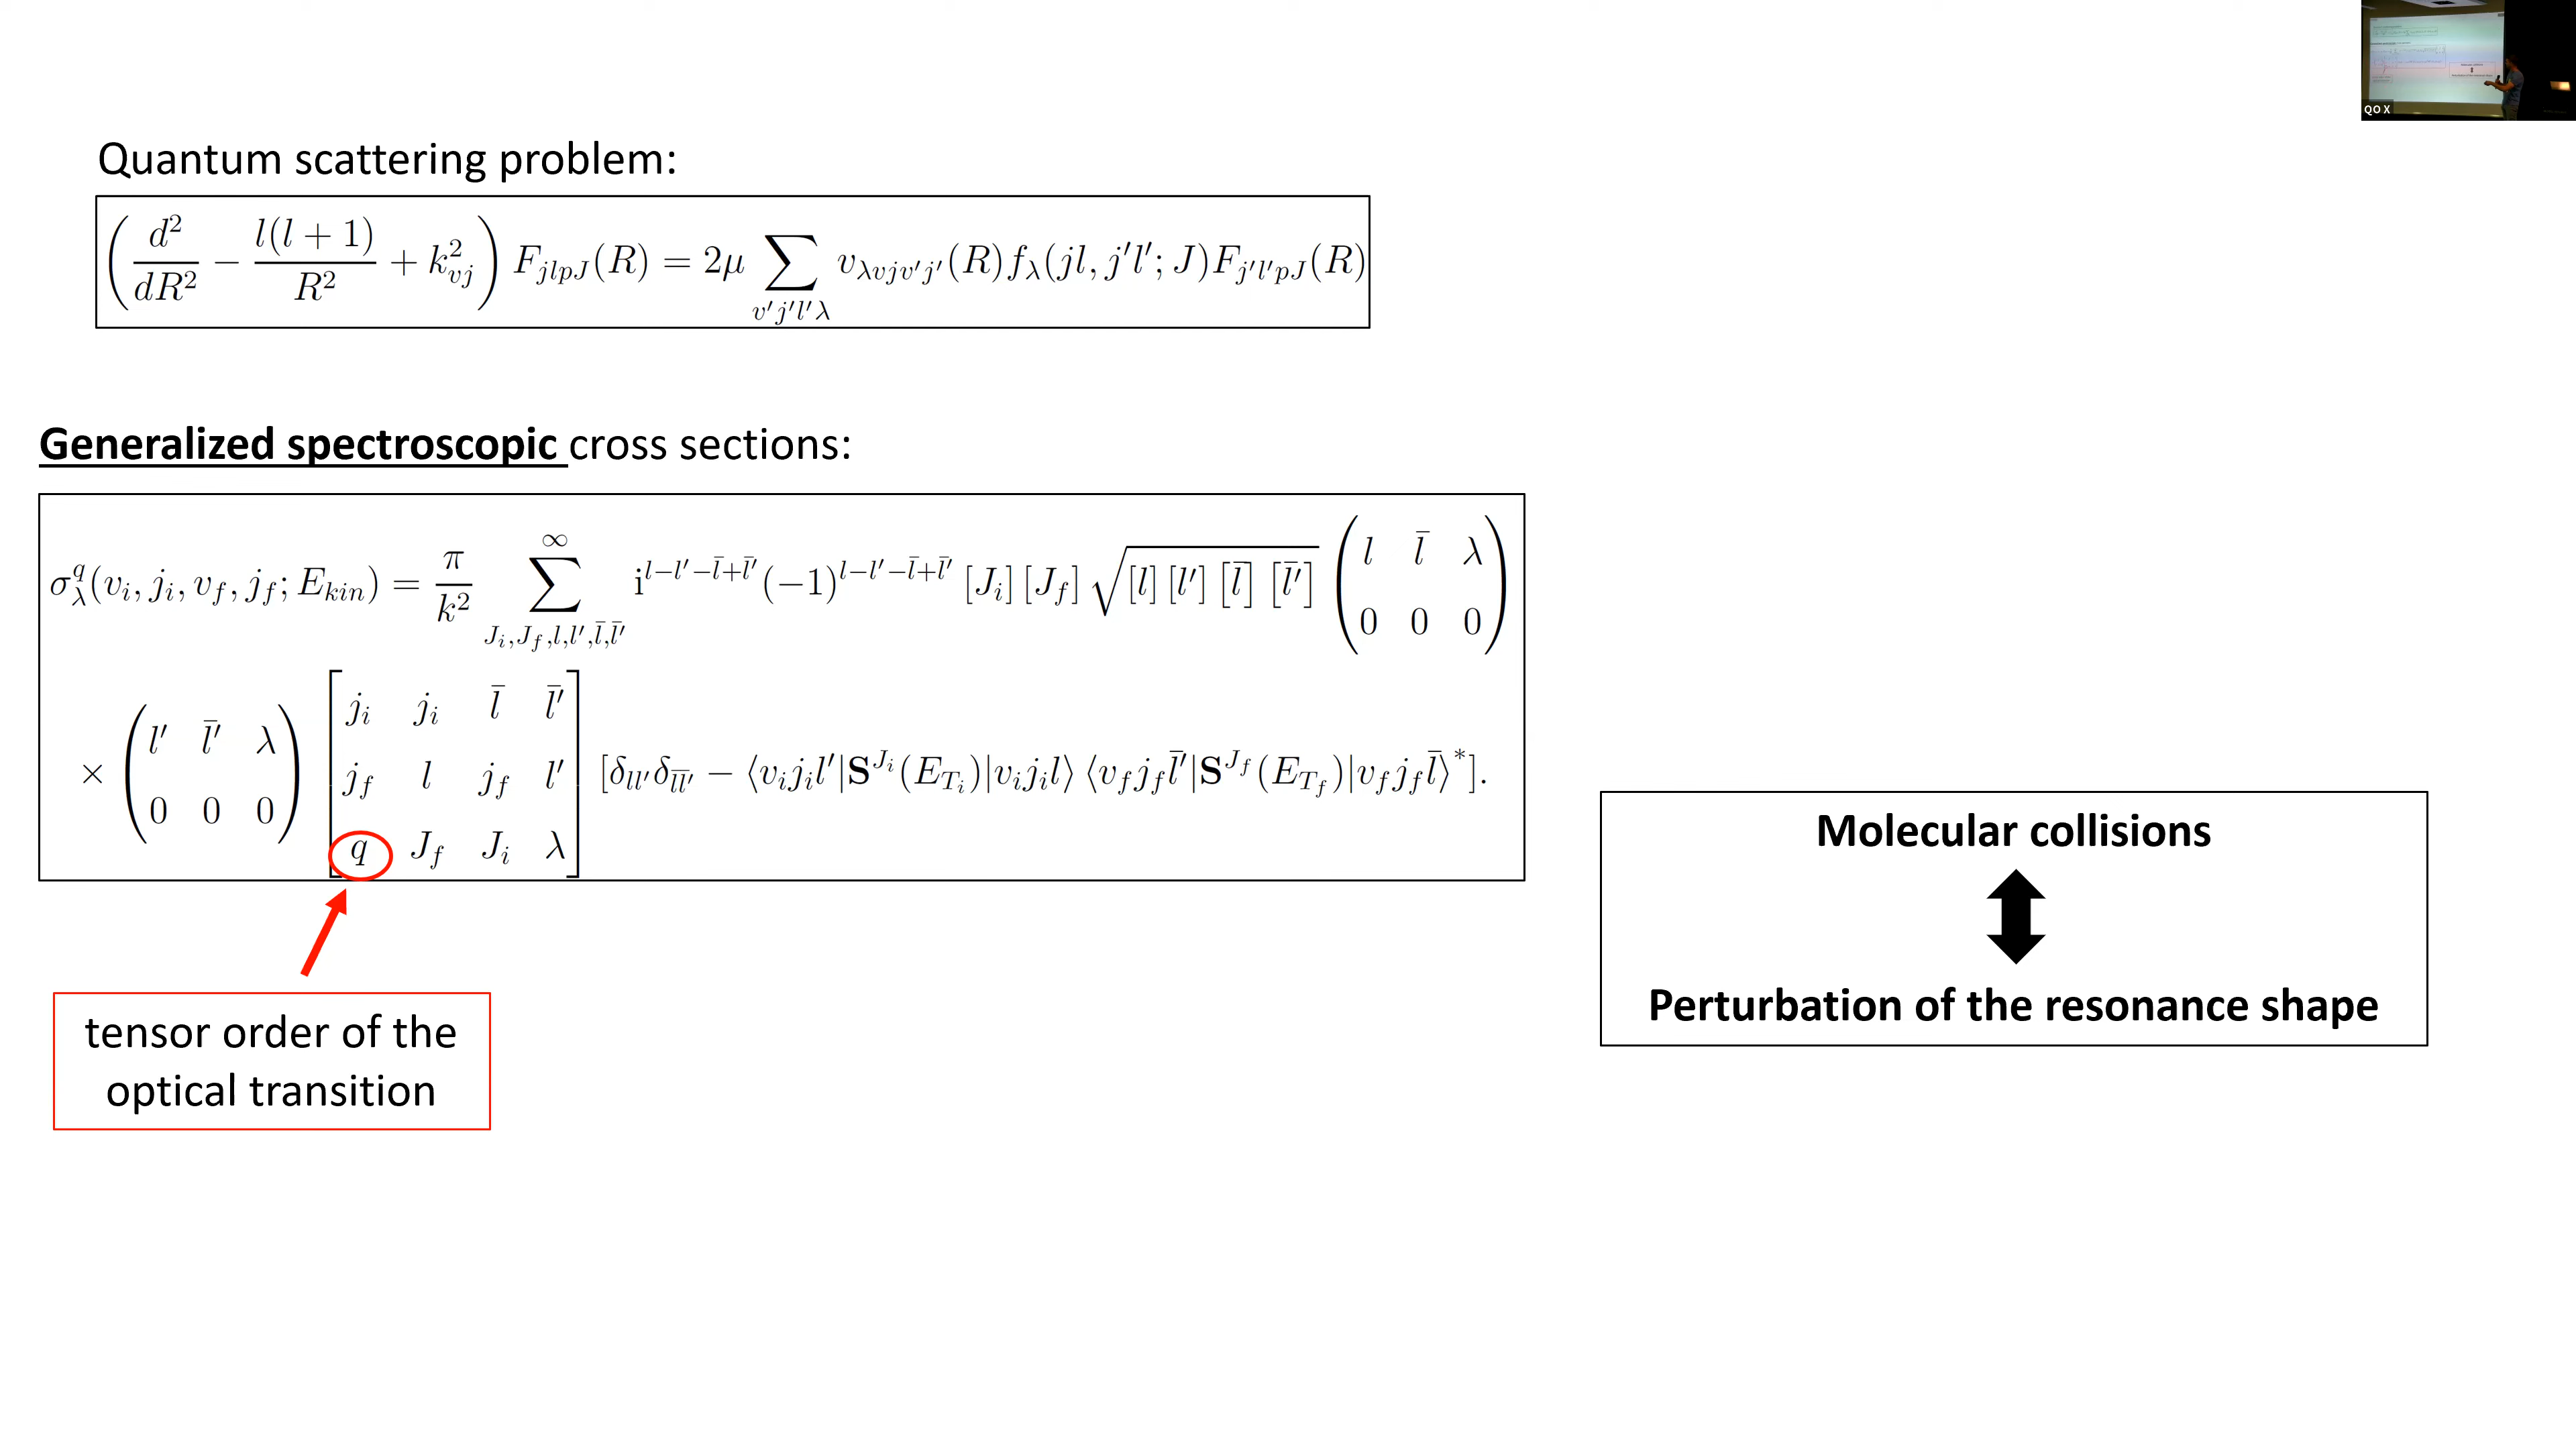 QO X
Quantum scattering problem:
\left( \frac{d^2}{dR^2} - \frac{l(l+1)}{R^2} + k_{vj}^2 \right) F_{jlpJ}(R) = 2\mu \sum_{v'j'l'\lambda} v_{\lambda vjv'j'}(R) f_\lambda(jl, j'l'; J) F_{j'l'pJ}(R)
Generalized spectroscopic cross sections:
\sigma_\lambda^q(v_i, j_i, v_f, j_f; E_{kin}) = \frac{\pi}{k^2} \sum_{J_i, J_f, l, l', \bar{l}, \bar{l}'}^{\infty} \mathrm{i}^{l-l'-\bar{l}+\bar{l}'} (-1)^{l-l'-\bar{l}+\bar{l}'} [J_i] [J_f] \sqrt{[l] [l'] [\bar{l}] [\bar{l}']} \begin{pmatrix} l & \bar{l} & \lambda \\ 0 & 0 & 0 \end{pmatrix}
\times \begin{pmatrix} l' & \bar{l}' & \lambda \\ 0 & 0 & 0 \end{pmatrix} \begin{bmatrix} j_i & j_i & \bar{l} & \bar{l}' \\ j_f & l & j_f & l' \\ q & J_f & J_i & \lambda \end{bmatrix} [\delta_{ll'} \delta_{\bar{l}\bar{l}'} - \langle v_i j_i l' | \mathbf{S}^{J_i}(E_{T_i}) | v_i j_i l \rangle \langle v_f j_f \bar{l}' | \mathbf{S}^{J_f}(E_{T_f}) | v_f j_f \bar{l} \rangle^*].
tensor order of the
optical transition
Molecular collisions
Perturbation of the resonance shape